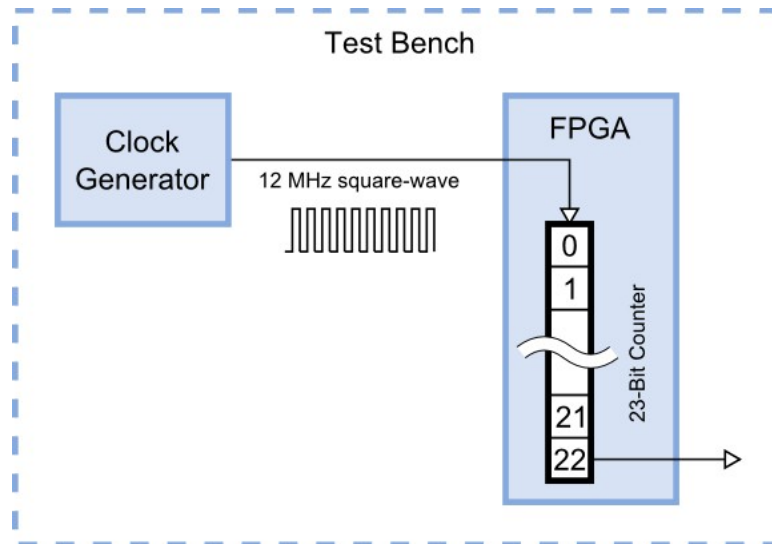 Test Bench
Clock
Generator
12 MHz square-wave
FPGA
0
1
21
22
23-Bit Counter